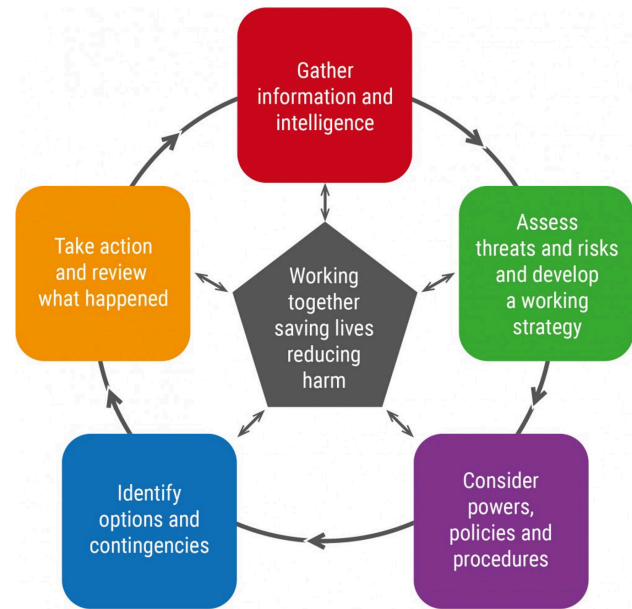 Gather
information and
intelligence
Assess
threats and risks
and develop
a working
strategy
Consider
powers,
policies and
procedures
Identify
options and
contingencies
Take action
and review
what happened
Working
together
saving lives
reducing
harm